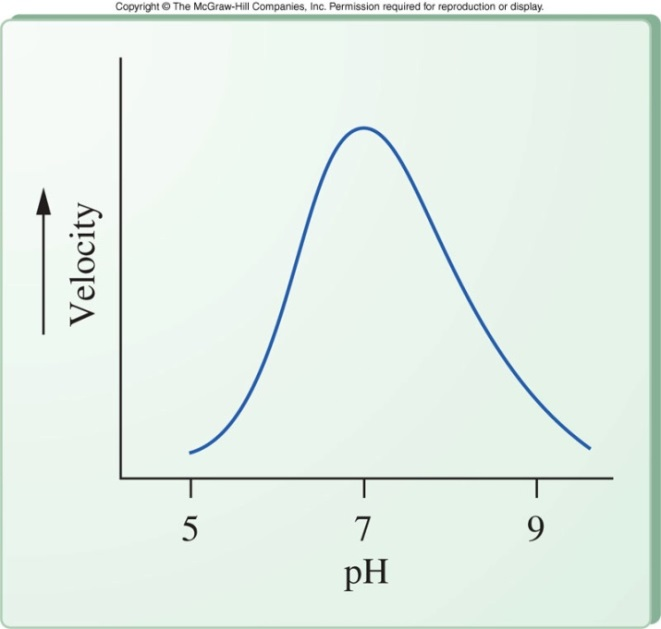 Copyright © The McGraw-Hill Companies, Inc. Permission required for reproduction or display.
Velocity
5 7 9
pH